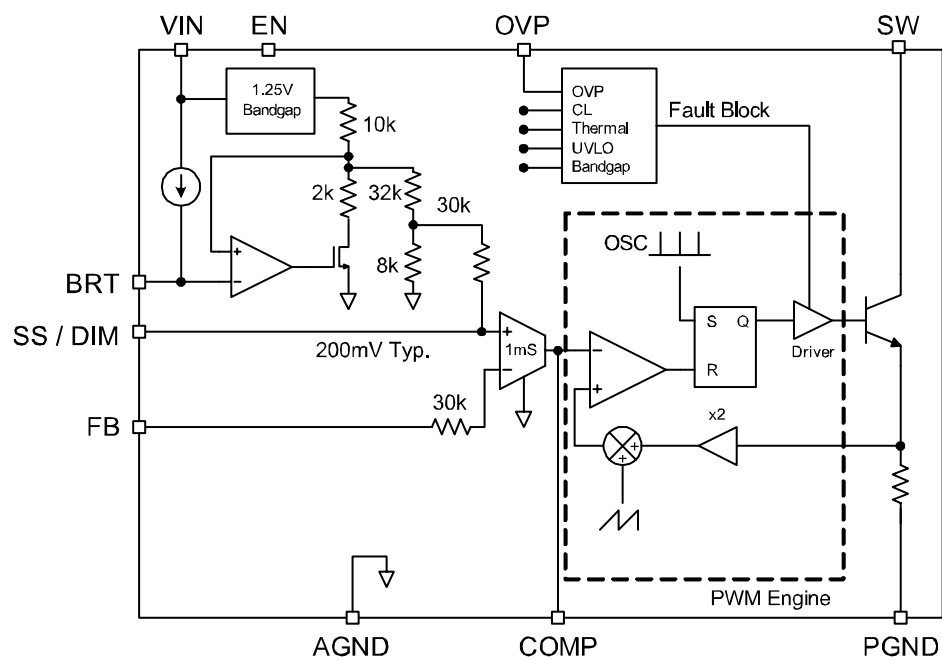 VIN
EN
OVP
SW
1.25V
Bandgap
OVP
CL
Thermal
UVLO
Bandgap
Fault Block
10k
2k
32k
30k
8k
BRT
SS / DIM
200mV Typ.
1mS
30k
FB
OSC
S
Q
R
Driver
x2
PWM Engine
AGND
COMP
PGND